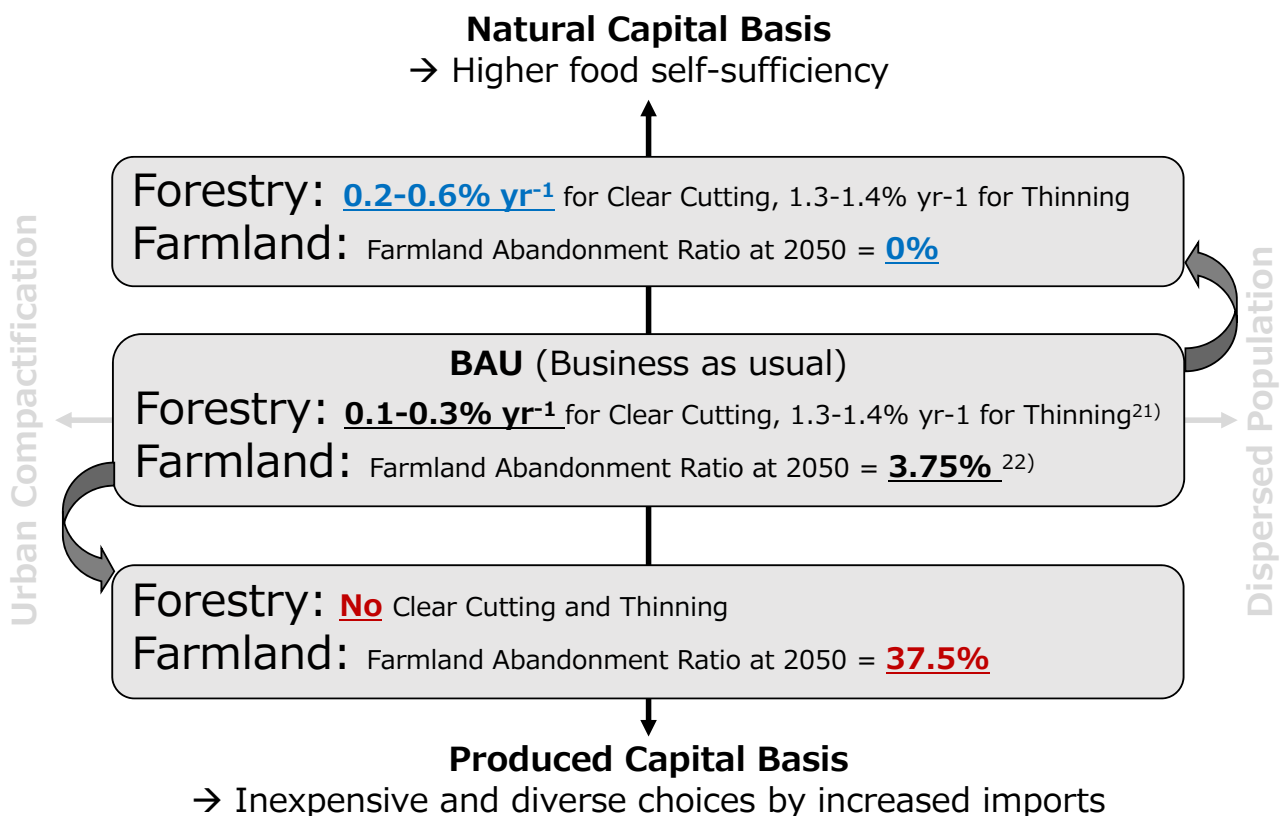 Natural Capital Basis
→ Higher food self-sufficiency
Forestry: 0.2-0.6% yr-1 for Clear Cutting, 1.3-1.4% yr-1 for Thinning
Farmland: Farmland Abandonment Ratio at 2050 = 0%
Urban Compactification
BAU (Business as usual)
Forestry: 0.1-0.3% yr-1 for Clear Cutting, 1.3-1.4% yr-1 for Thinning21)
Farmland: Farmland Abandonment Ratio at 2050 = 3.75% 22)
Dispersed Population
Forestry: No Clear Cutting and Thinning
Farmland: Farmland Abandonment Ratio at 2050 = 37.5%
Produced Capital Basis
→ Inexpensive and diverse choices by increased imports